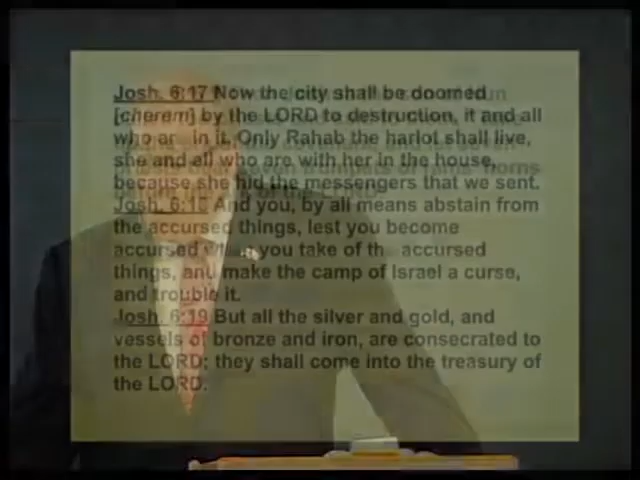 Josh. 6:17 Now the city shall be doomed
[cherem] by the LORD to destruction, it and all
who are in it. Only Rahab the harlot shall live,
she and all who are with her in the house,
because she hid the messengers that we sent.
Josh. 6:18 And you, by all means abstain from
the accursed things, lest you become
accursed when you take of the accursed
things, and make the camp of Israel a curse,
and trouble it.
Josh. 6:19 But all the silver and gold, and
vessels of bronze and iron, are consecrated to
the LORD; they shall come into the treasury of
the LORD.